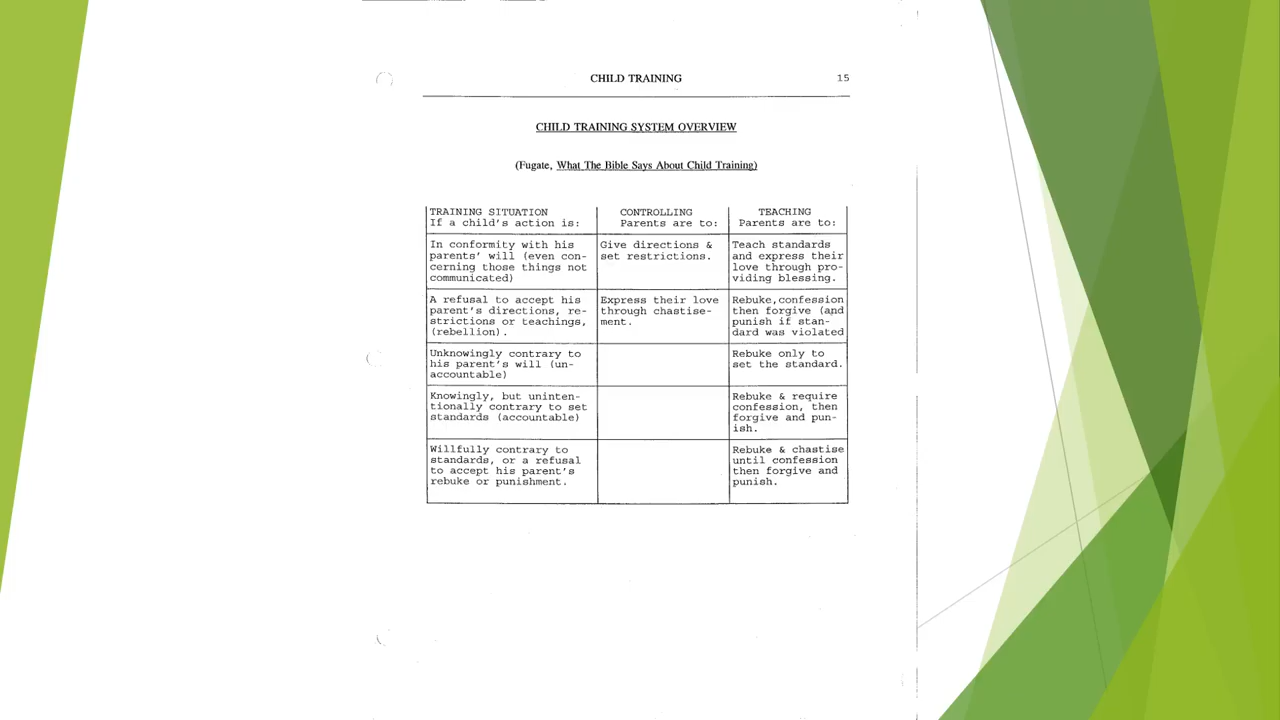 CHILD TRAINING 15
CHILD TRAINING SYSTEM OVERVIEW
(Fugate, What The Bible Says About Child Training)
TRAINING SITUATION
If a child's action is:
CONTROLLING
Parents are to:
TEACHING
Parents are to:
In conformity with his
parents' will (even con-
cerning those things not
communicated)
Give directions &
set restrictions.
Teach standards
and express their
love through pro-
viding blessing.
A refusal to accept his
parent's directions, re-
strictions or teachings,
(rebellion).
Express their love
through chastise-
ment.
Rebuke,confession
then forgive (and
punish if stan-
dard was violated
Unknowingly contrary to
his parent's will (un-
accountable)
Rebuke only to
set the standard.
Knowingly, but uninten-
tionally contrary to set
standards (accountable)
Rebuke & require
confession, then
forgive and pun-
ish.
Willfully contrary to
standards, or a refusal
to accept his parent's
rebuke or punishment.
Rebuke & chastise
until confession
then forgive and
punish.